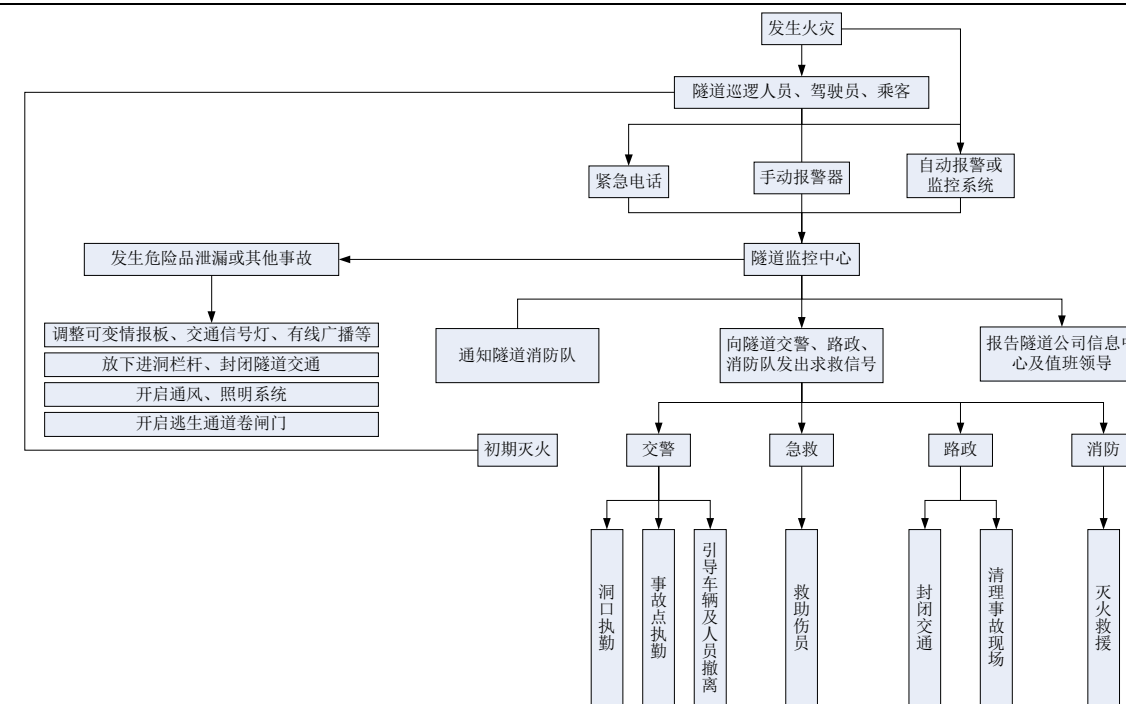 发生火灾
隧道巡逻人员、驾驶员、乘客
紧急电话
手动报警器
自动报警或
监控系统
发生危险品泄漏或其他事故
隧道监控中心
调整可变情报板、交通信号灯、有线广播等
放下进洞栏杆、封闭隧道交通
开启通风、照明系统
开启逃生通道卷闸门
通知隧道消防队
向隧道交警、路政、
消防队发出求救信号
报告隧道公司信息中
心及值班领导
初期灭火
交警
急救
路政
消防
洞口执勤
事故点执勤
引导车辆及人员撤离
救助伤员
封闭交通
清理事故现场
灭火救援